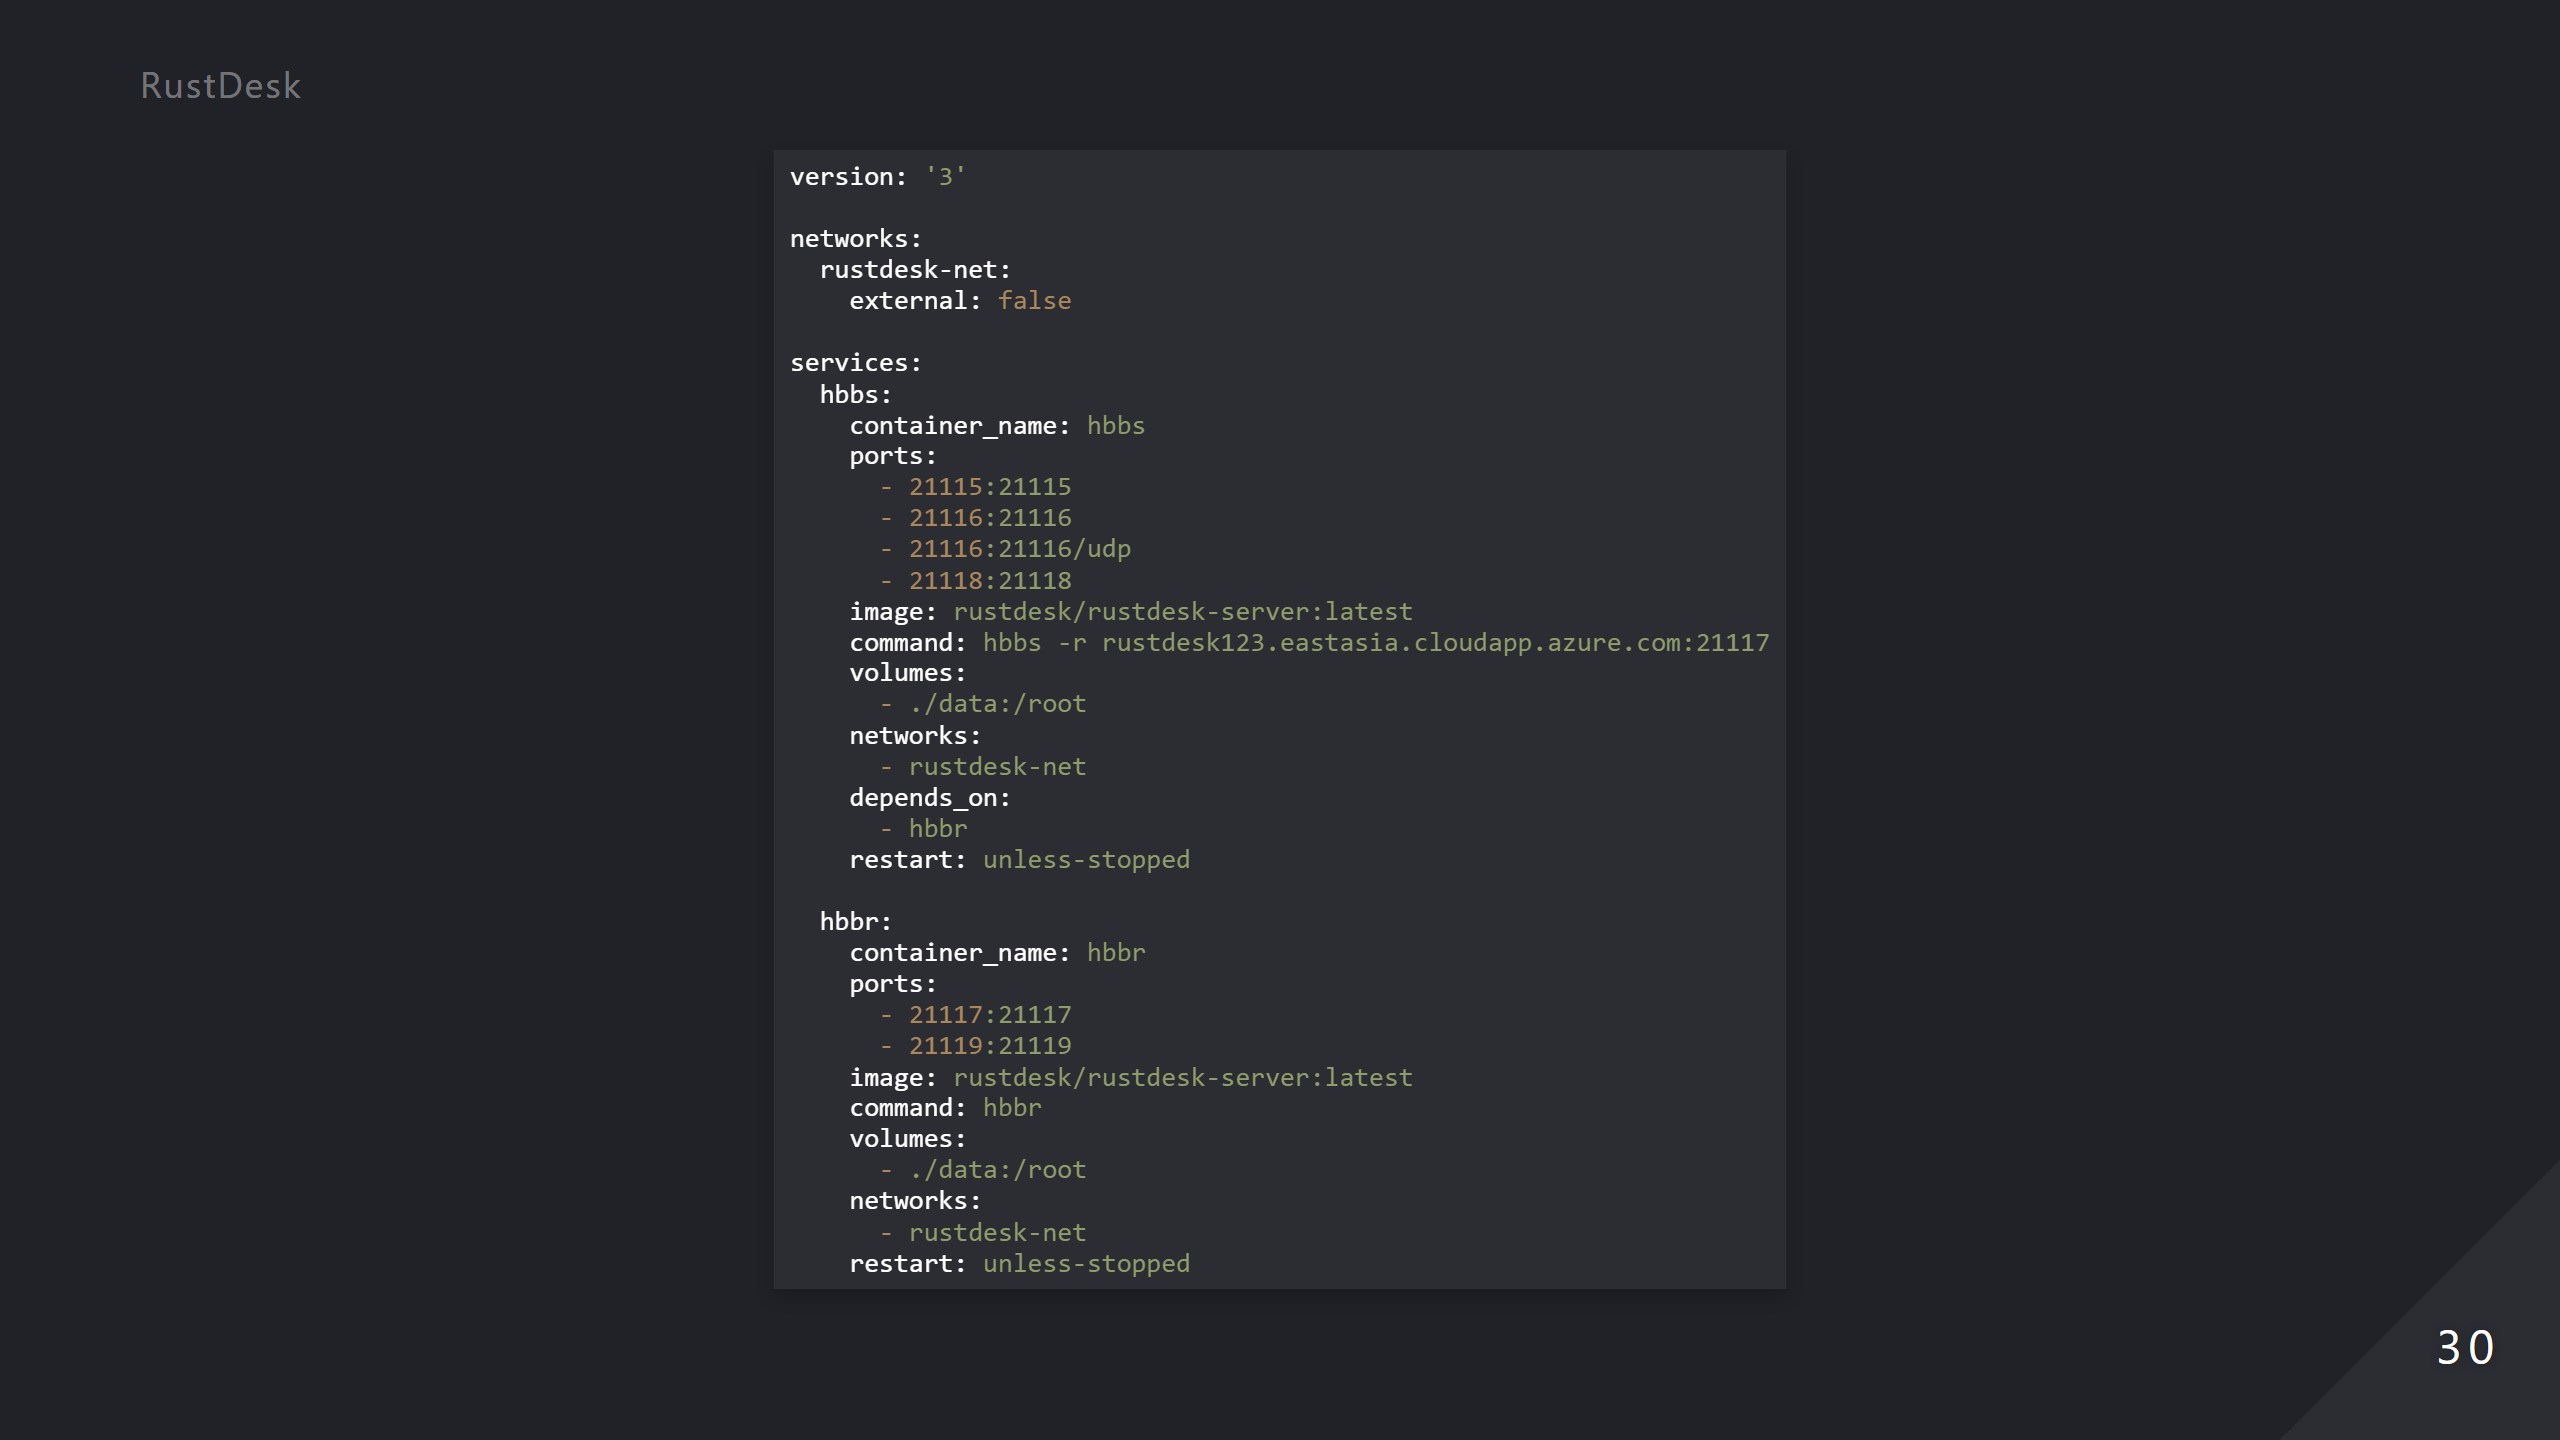 RustDesk
version: '3'
networks:
  rustdesk-net:
    external: false
services:
  hbbs:
    container_name: hbbs
    ports:
      - 21115:21115
      - 21116:21116
      - 21116:21116/udp
      - 21118:21118
    image: rustdesk/rustdesk-server:latest
    command: hbbs -r rustdesk123.eastasia.cloudapp.azure.com:21117
    volumes:
      - ./data:/root
    networks:
      - rustdesk-net
    depends_on:
      - hbbr
    restart: unless-stopped
  hbbr:
    container_name: hbbr
    ports:
      - 21117:21117
      - 21119:21119
    image: rustdesk/rustdesk-server:latest
    command: hbbr
    volumes:
      - ./data:/root
    networks:
      - rustdesk-net
    restart: unless-stopped
30